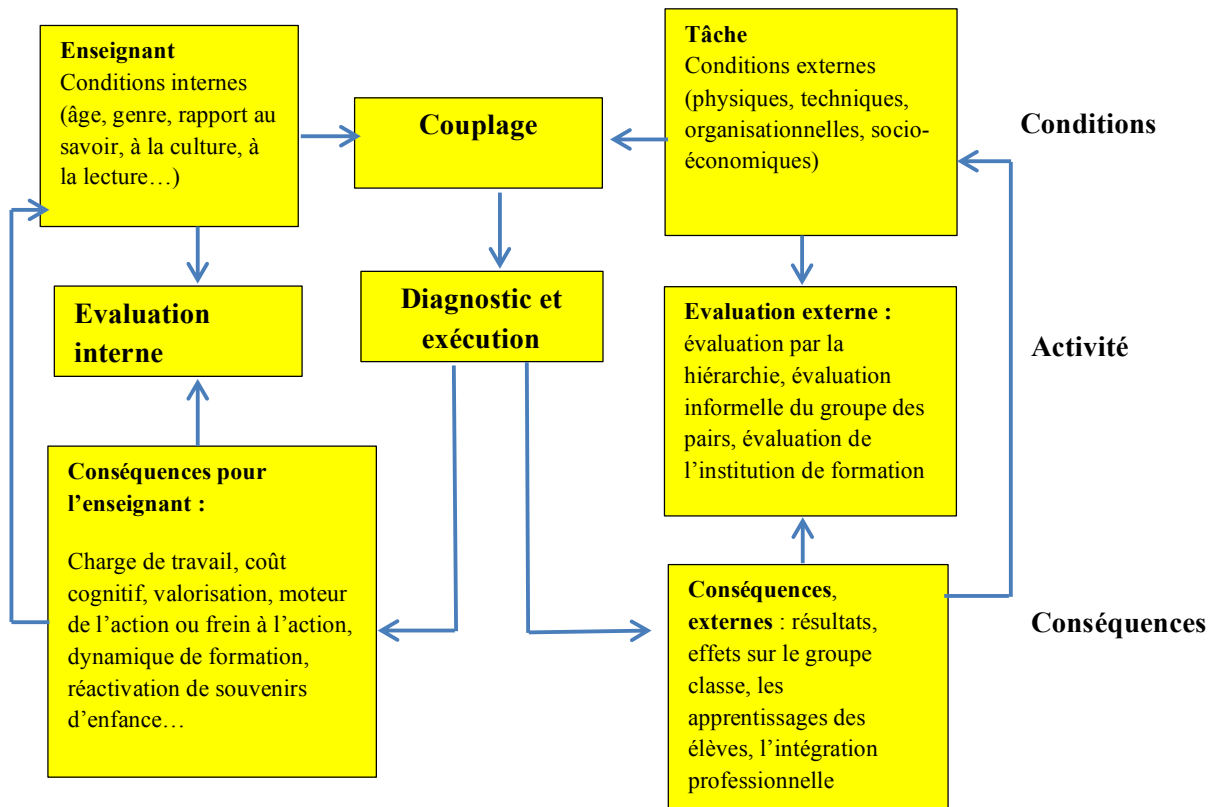 Enseignant
Conditions internes
(âge, genre, rapport au
savoir, à la culture, à
la lecture…)
Couplage
Tâche
Conditions externes
(physiques, techniques,
organisationnelles, socio-
économiques)
Conditions
Evaluation
interne
Diagnostic et
exécution
Evaluation externe :
évaluation par la
hiérarchie, évaluation
informelle du groupe des
pairs, évaluation de
l’institution de formation
Activité
Conséquences pour
l’enseignant :
Charge de travail, coût
cognitif, valorisation, moteur
de l’action ou frein à l’action,
dynamique de formation,
réactivation de souvenirs
d’enfance…
Conséquences,
externes : résultats,
effets sur le groupe
classe, les
apprentissages des
élèves, l’intégration
professionnelle
Conséquences